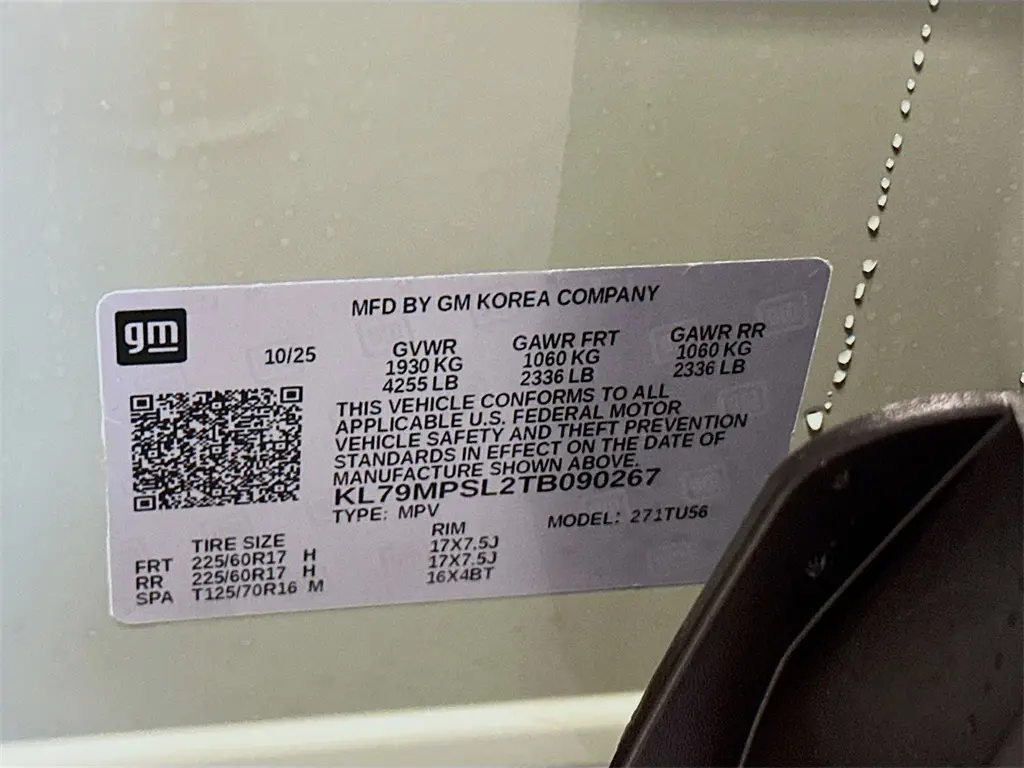 MFD BY GM KOREA COMPANY
gm
10/25
GVWR GAWR FRT GAWR RR
1930 KG 1060 KG 1060 KG
4255 LB 2336 LB 2336 LB
THIS VEHICLE CONFORMS TO ALL
APPLICABLE U.S. FEDERAL MOTOR
VEHICLE SAFETY AND THEFT PREVENTION
STANDARDS IN EFFECT ON THE DATE OF
MANUFACTURE SHOWN ABOVE.
KL79MPSL2TB090267
TYPE: MPV MODEL: 271TU56
TIRE SIZE RIM
FRT 225/60R17 H 17X7.5J
RR 225/60R17 H 17X7.5J
SPA T125/70R16 M 16X4BT